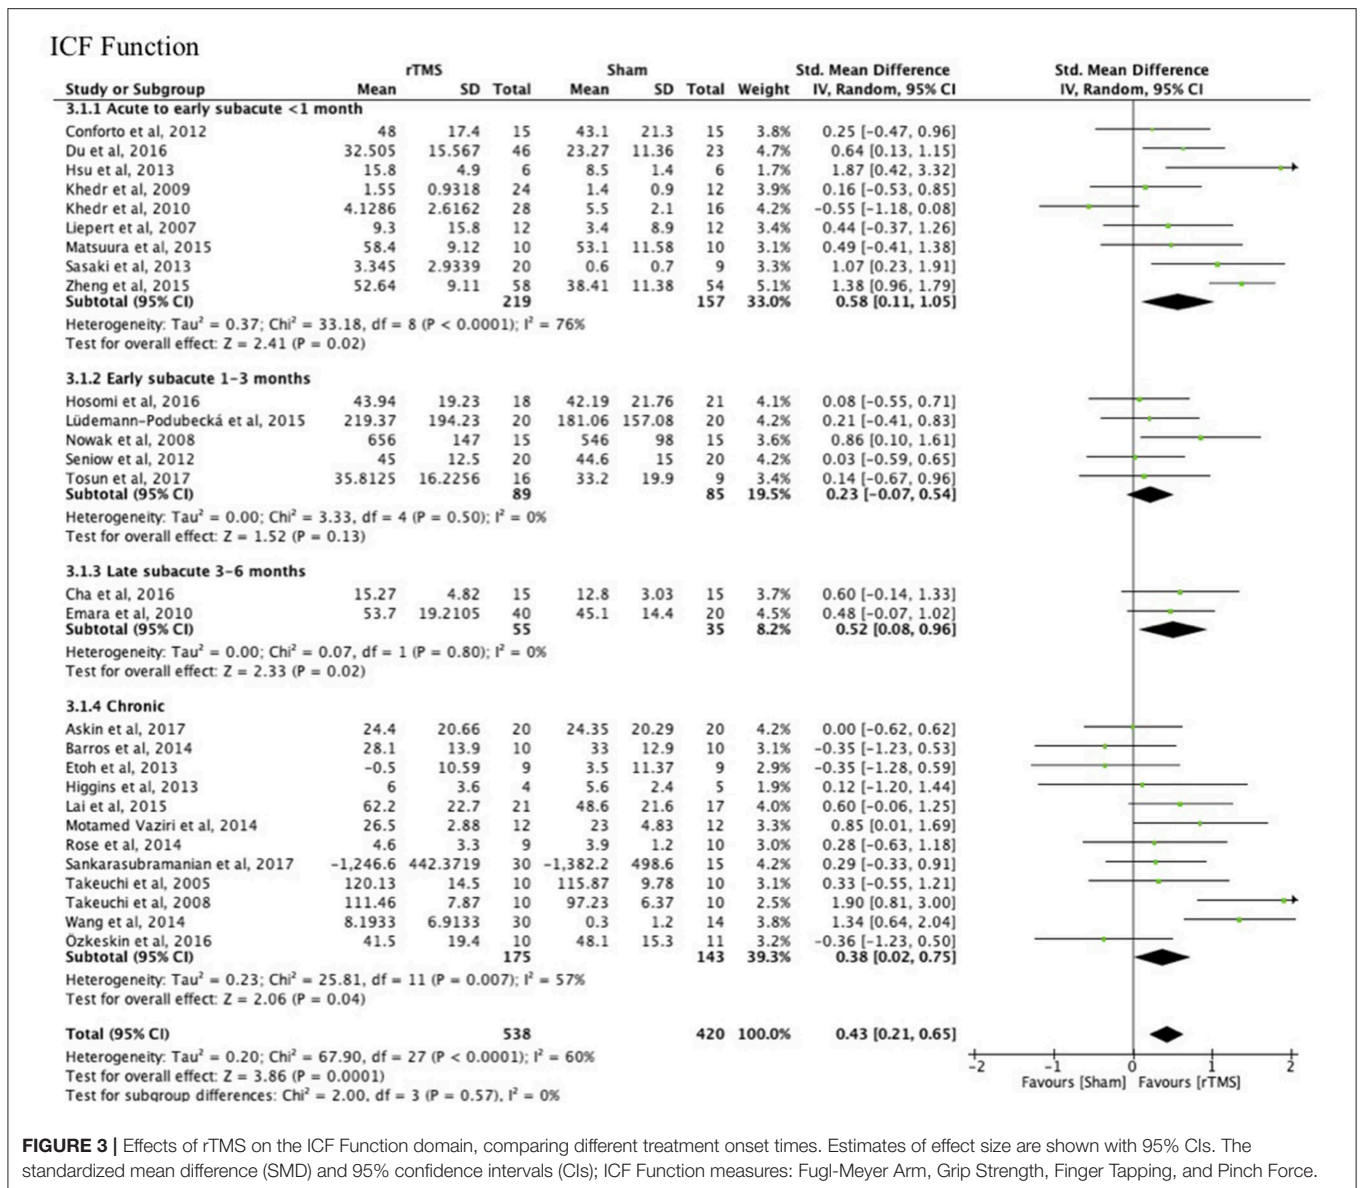 ICF Function
rTMS Sham Std. Mean Difference Std. Mean Difference
Study or Subgroup Mean SD Total Mean SD Total Weight IV, Random, 95% CI IV, Random, 95% CI
3.1.1 Acute to early subacute <1 month
Conforto et al, 2012 48 17.4 15 43.1 21.3 15 3.8% 0.25 [-0.47, 0.96]
Du et al, 2016 32.505 15.567 46 23.27 11.36 23 4.7% 0.64 [0.13, 1.15]
Hsu et al, 2013 15.8 4.9 6 8.5 1.4 6 1.7% 1.87 [0.42, 3.32]
Khedr et al, 2009 1.55 0.9318 24 1.4 0.9 12 3.9% 0.16 [-0.53, 0.85]
Khedr et al, 2010 4.1286 2.6162 28 5.5 2.1 16 4.2% -0.55 [-1.18, 0.08]
Liepert et al, 2007 9.3 15.8 12 3.4 8.9 12 3.4% 0.44 [-0.37, 1.26]
Matsuura et al, 2015 58.4 9.12 10 53.1 11.58 10 3.1% 0.49 [-0.41, 1.38]
Sasaki et al, 2013 3.345 2.9339 20 0.6 0.7 9 3.3% 1.07 [0.23, 1.91]
Zheng et al, 2015 52.64 9.11 58 38.41 11.38 54 5.1% 1.38 [0.96, 1.79]
Subtotal (95% CI) 219 157 33.0% 0.58 [0.11, 1.05]
Heterogeneity: Tau² = 0.37; Chi² = 33.18, df = 8 (P < 0.0001); I² = 76%
Test for overall effect: Z = 2.41 (P = 0.02)
3.1.2 Early subacute 1-3 months
Hosomi et al, 2016 43.94 19.23 18 42.19 21.76 21 4.1% 0.08 [-0.55, 0.71]
Lüdemann-Podubecká et al, 2015 219.37 194.23 20 181.06 157.08 20 4.2% 0.21 [-0.41, 0.83]
Nowak et al, 2008 656 147 15 546 98 15 3.6% 0.86 [0.10, 1.61]
Seniow et al, 2012 45 12.5 20 44.6 15 20 4.2% 0.03 [-0.59, 0.65]
Tosun et al, 2017 35.8125 16.2256 16 33.2 19.9 9 3.4% 0.14 [-0.67, 0.96]
Subtotal (95% CI) 89 85 19.5% 0.23 [-0.07, 0.54]
Heterogeneity: Tau² = 0.00; Chi² = 3.33, df = 4 (P = 0.50); I² = 0%
Test for overall effect: Z = 1.52 (P = 0.13)
3.1.3 Late subacute 3-6 months
Cha et al, 2016 15.27 4.82 15 12.8 3.03 15 3.7% 0.60 [-0.14, 1.33]
Emara et al, 2010 53.7 19.2105 40 45.1 14.4 20 4.5% 0.48 [-0.07, 1.02]
Subtotal (95% CI) 55 35 8.2% 0.52 [0.08, 0.96]
Heterogeneity: Tau² = 0.00; Chi² = 0.07, df = 1 (P = 0.80); I² = 0%
Test for overall effect: Z = 2.33 (P = 0.02)
3.1.4 Chronic
Askin et al, 2017 24.4 20.66 20 24.35 20.29 20 4.2% 0.00 [-0.62, 0.62]
Barros et al, 2014 28.1 13.9 10 33 12.9 10 3.1% -0.35 [-1.23, 0.53]
Etoh et al, 2013 -0.5 10.59 9 3.5 11.37 9 2.9% -0.35 [-1.28, 0.59]
Higgins et al, 2013 6 3.6 4 5.6 2.4 5 1.9% 0.12 [-1.20, 1.44]
Lai et al, 2015 62.2 22.7 21 48.6 21.6 17 4.0% 0.60 [-0.06, 1.25]
Motamed Vaziri et al, 2014 26.5 2.88 12 23 4.83 12 3.3% 0.85 [0.01, 1.69]
Rose et al, 2014 4.6 3.3 9 3.9 1.2 10 3.0% 0.28 [-0.63, 1.18]
Sankarasubramanian et al, 2017 -1,246.6 442.3719 30 -1,382.2 498.6 15 4.2% 0.29 [-0.33, 0.91]
Takeuchi et al, 2005 120.13 14.5 10 115.87 9.78 10 3.1% 0.33 [-0.55, 1.21]
Takeuchi et al, 2008 111.46 7.87 10 97.23 6.37 10 2.5% 1.90 [0.81, 3.00]
Wang et al, 2014 8.1933 6.9133 30 0.3 1.2 14 3.8% 1.34 [0.64, 2.04]
Özkeskin et al, 2016 41.5 19.4 10 48.1 15.3 11 3.2% -0.36 [-1.23, 0.50]
Subtotal (95% CI) 175 143 39.3% 0.38 [0.02, 0.75]
Heterogeneity: Tau² = 0.23; Chi² = 25.81, df = 11 (P = 0.007); I² = 57%
Test for overall effect: Z = 2.06 (P = 0.04)
Total (95% CI) 538 420 100.0% 0.43 [0.21, 0.65]
Heterogeneity: Tau² = 0.20; Chi² = 67.90, df = 27 (P < 0.0001); I² = 60%
Test for overall effect: Z = 3.86 (P = 0.0001)
Test for subgroup differences: Chi² = 2.00, df = 3 (P = 0.57), I² = 0%
-2 -1 0 1 2
Favours [Sham] Favours [rTMS]
FIGURE 3 | Effects of rTMS on the ICF Function domain, comparing different treatment onset times. Estimates of effect size are shown with 95% CIs. The
standardized mean difference (SMD) and 95% confidence intervals (CIs); ICF Function measures: Fugl-Meyer Arm, Grip Strength, Finger Tapping, and Pinch Force.